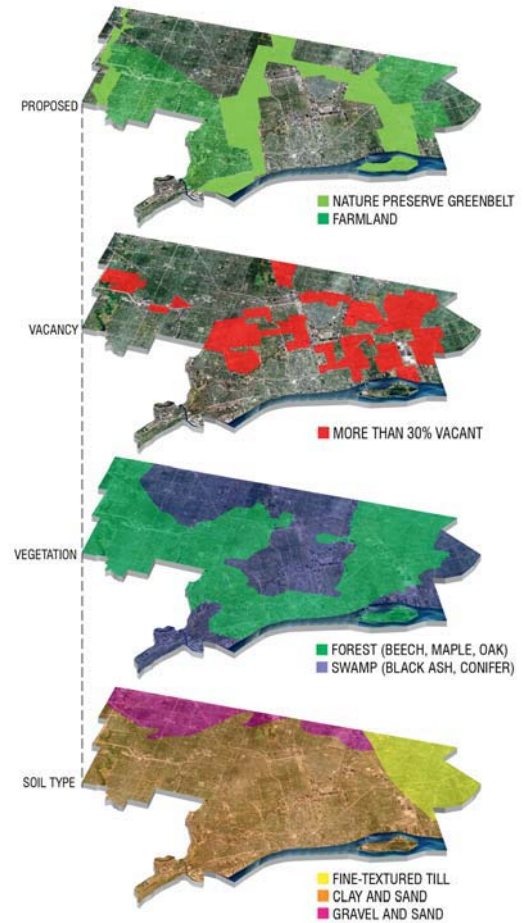 PROPOSED
NATURE PRESERVE GREENBELT
FARMLAND
VACANCY
MORE THAN 30% VACANT
VEGETATION
FOREST (BEECH, MAPLE, OAK)
SWAMP (BLACK ASH, CONIFER)
SOIL TYPE
FINE-TEXTURED TILL
CLAY AND SAND
GRAVEL AND SAND